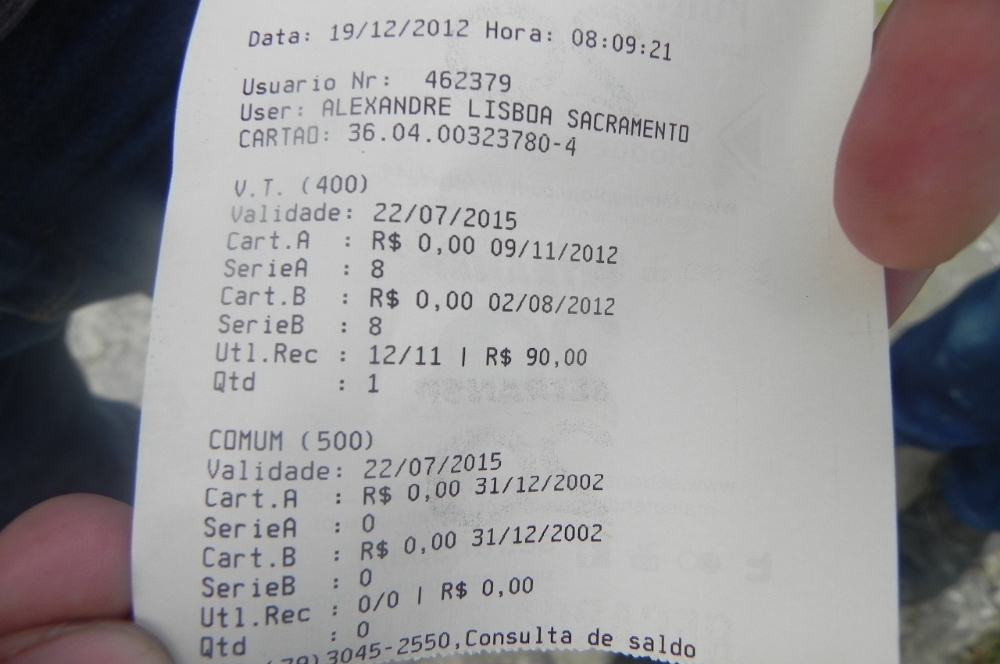 Data: 19/12/2012 Hora: 08:09:21
Usuario Nr: 462379
User: ALEXANDRE LISBOA SACRAMENTO
CARTAO: 36.04.00323780-4
V.T. (400)
Validade: 22/07/2015
Cart.A : R$ 0,00 09/11/2012
SerieA : 8
Cart.B : R$ 0,00 02/08/2012
SerieB : 8
Utl.Rec : 12/11 | R$ 90,00
Qtd : 1
COMUM (500)
Validade: 22/07/2015
Cart.A : R$ 0,00 31/12/2002
SerieA : 0
Cart.B : R$ 0,00 31/12/2002
SerieB : 0
Utl.Rec : 0/0 | R$ 0,00
Qtd : 0
(79)3045-2550,Consulta de saldo